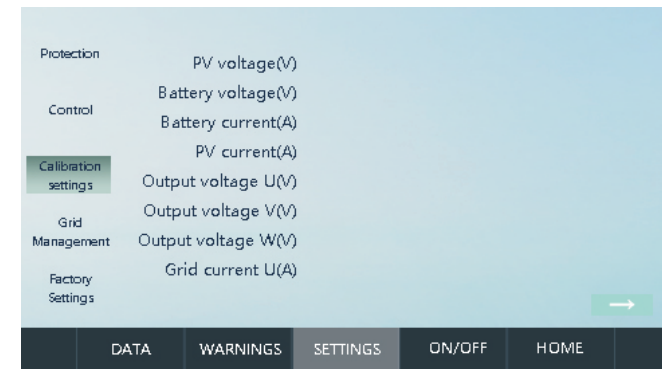 Protection
Control
Calibration
settings
Grid
Management
Factory
Settings
PV voltage(V)
Battery voltage(V)
Battery current(A)
PV current(A)
Output voltage U(V)
Output voltage V(V)
Output voltage W(V)
Grid current U(A)
→
DATA WARNINGS SETTINGS ON/OFF HOME